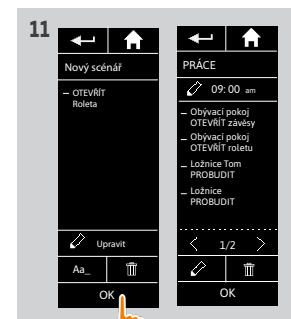 11
Nový scénář
– OTEVŘÍT
Roleta
Upravit
Aa_
OK
PRÁCE
09:00 am
– Obývací pokoj
OTEVŘÍT závěsy
– Obývací pokoj
OTEVŘÍT roletu
– Ložnice Tom
PROBUDIT
– Ložnice
PROBUDIT
1/2
OK